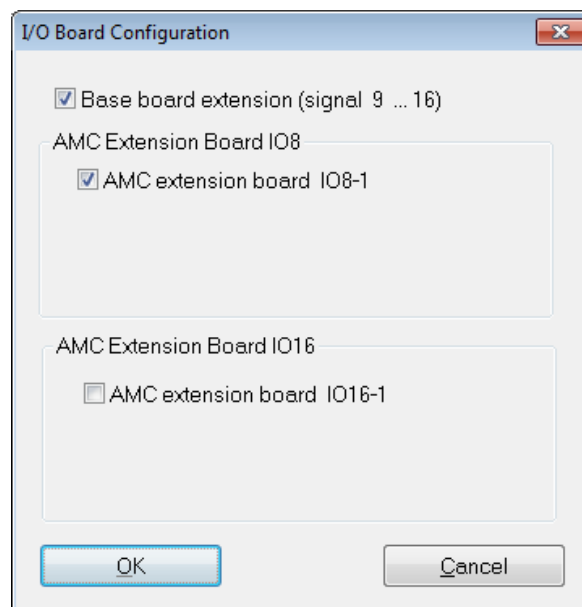 I/O Board Configuration
Base board extension (signal 9 ... 16)
AMC Extension Board IO8
AMC extension board IO8-1
AMC Extension Board IO16
AMC extension board IO16-1
OK
Cancel